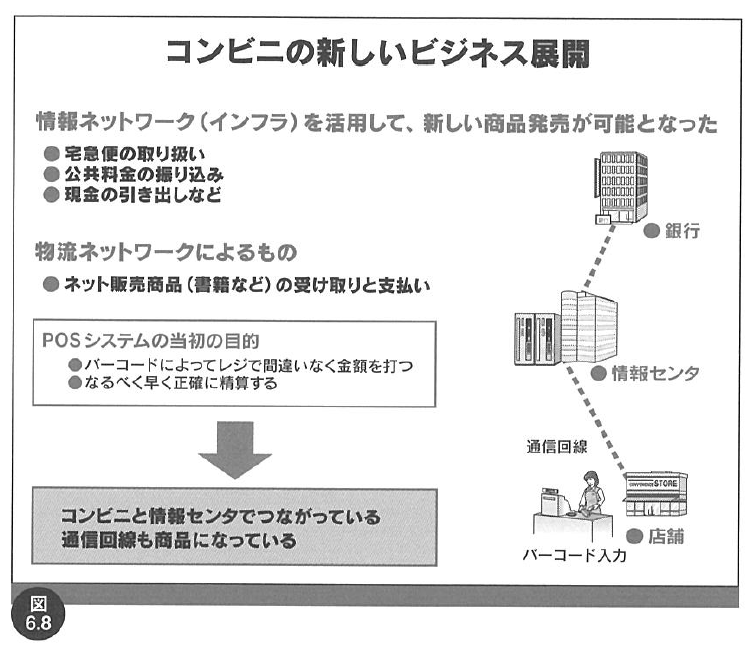 コンビニの新しいビジネス展開
情報ネットワーク（インフラ）を活用して、新しい商品発売が可能となった
●宅急便の取り扱い
●公共料金の振り込み
●現金の引き出しなど
●銀行
物流ネットワークによるもの
●ネット販売商品（書籍など）の受け取りと支払い
POSシステムの当初の目的
●バーコードによってレジで間違いなく金額を打つ
●なるべく早く正確に精算する
●情報センタ
通信回線
STORE
コンビニと情報センタでつながっている
通信回線も商品になっている
●店舗
バーコード入力
図
6.8